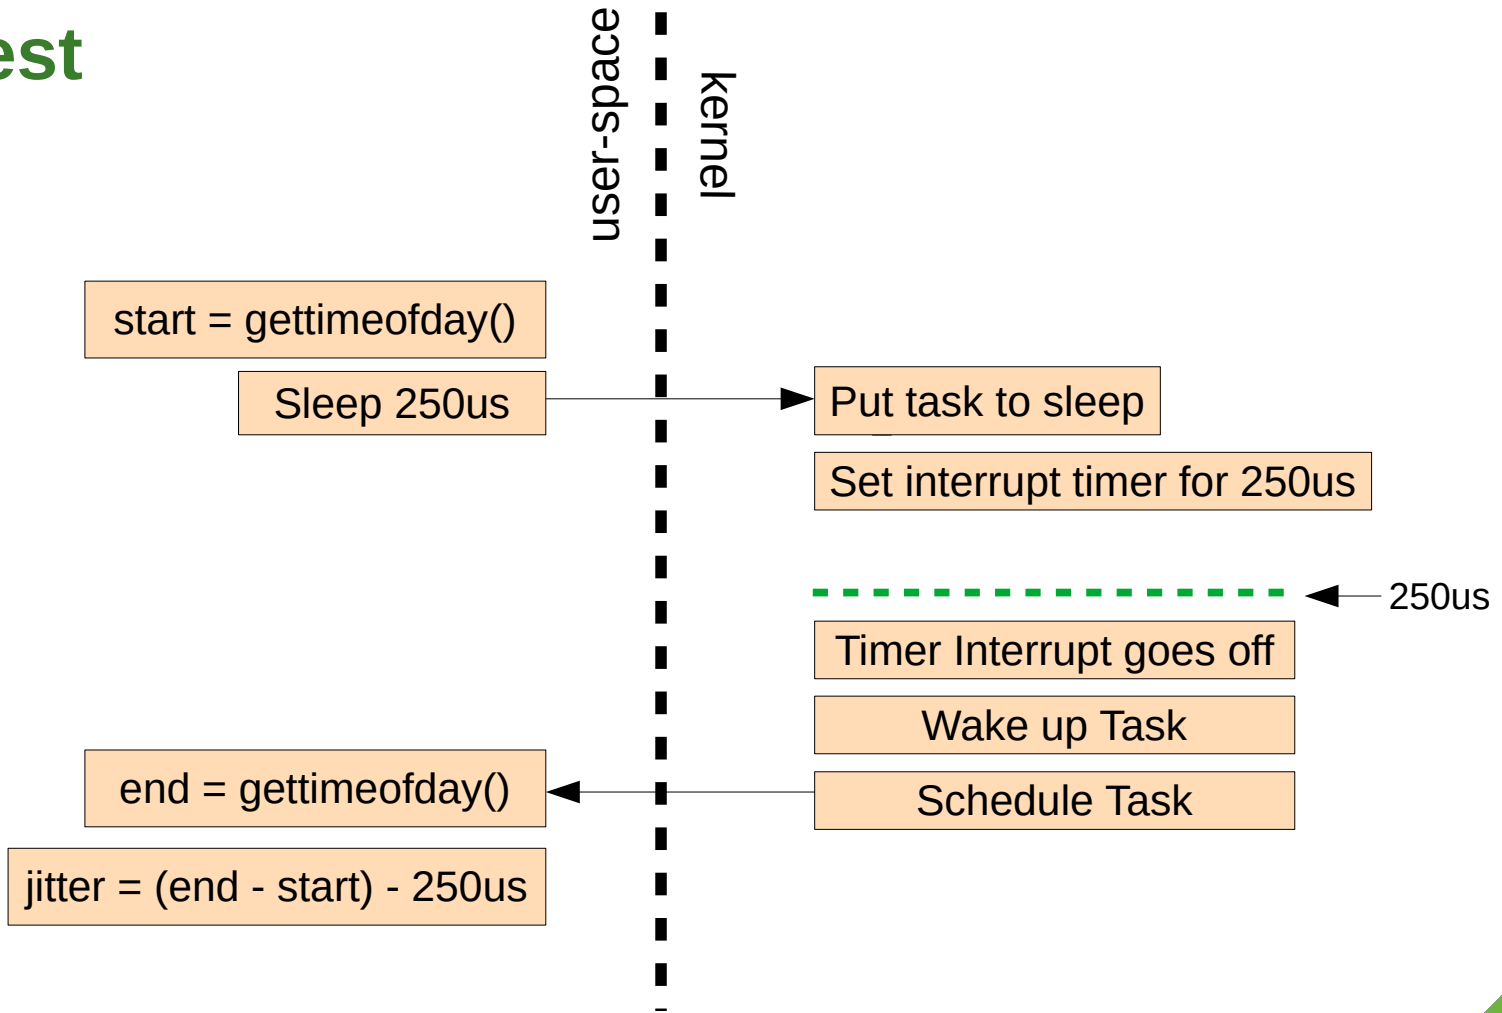 est
user-space
kernel
start = gettimeofday()
Sleep 250us
Put task to sleep
Set interrupt timer for 250us
250us
Timer Interrupt goes off
Wake up Task
Schedule Task
end = gettimeofday()
jitter = (end - start) - 250us